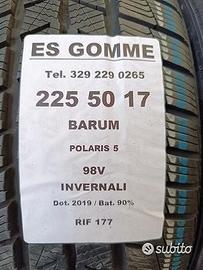 ES GOMME
Tel. 329 229 0265
225 50 17
BARUM
POLARIS 5
98V
INVERNALI
Dot. 2019 / Bat. 90%
RIF 177
subito